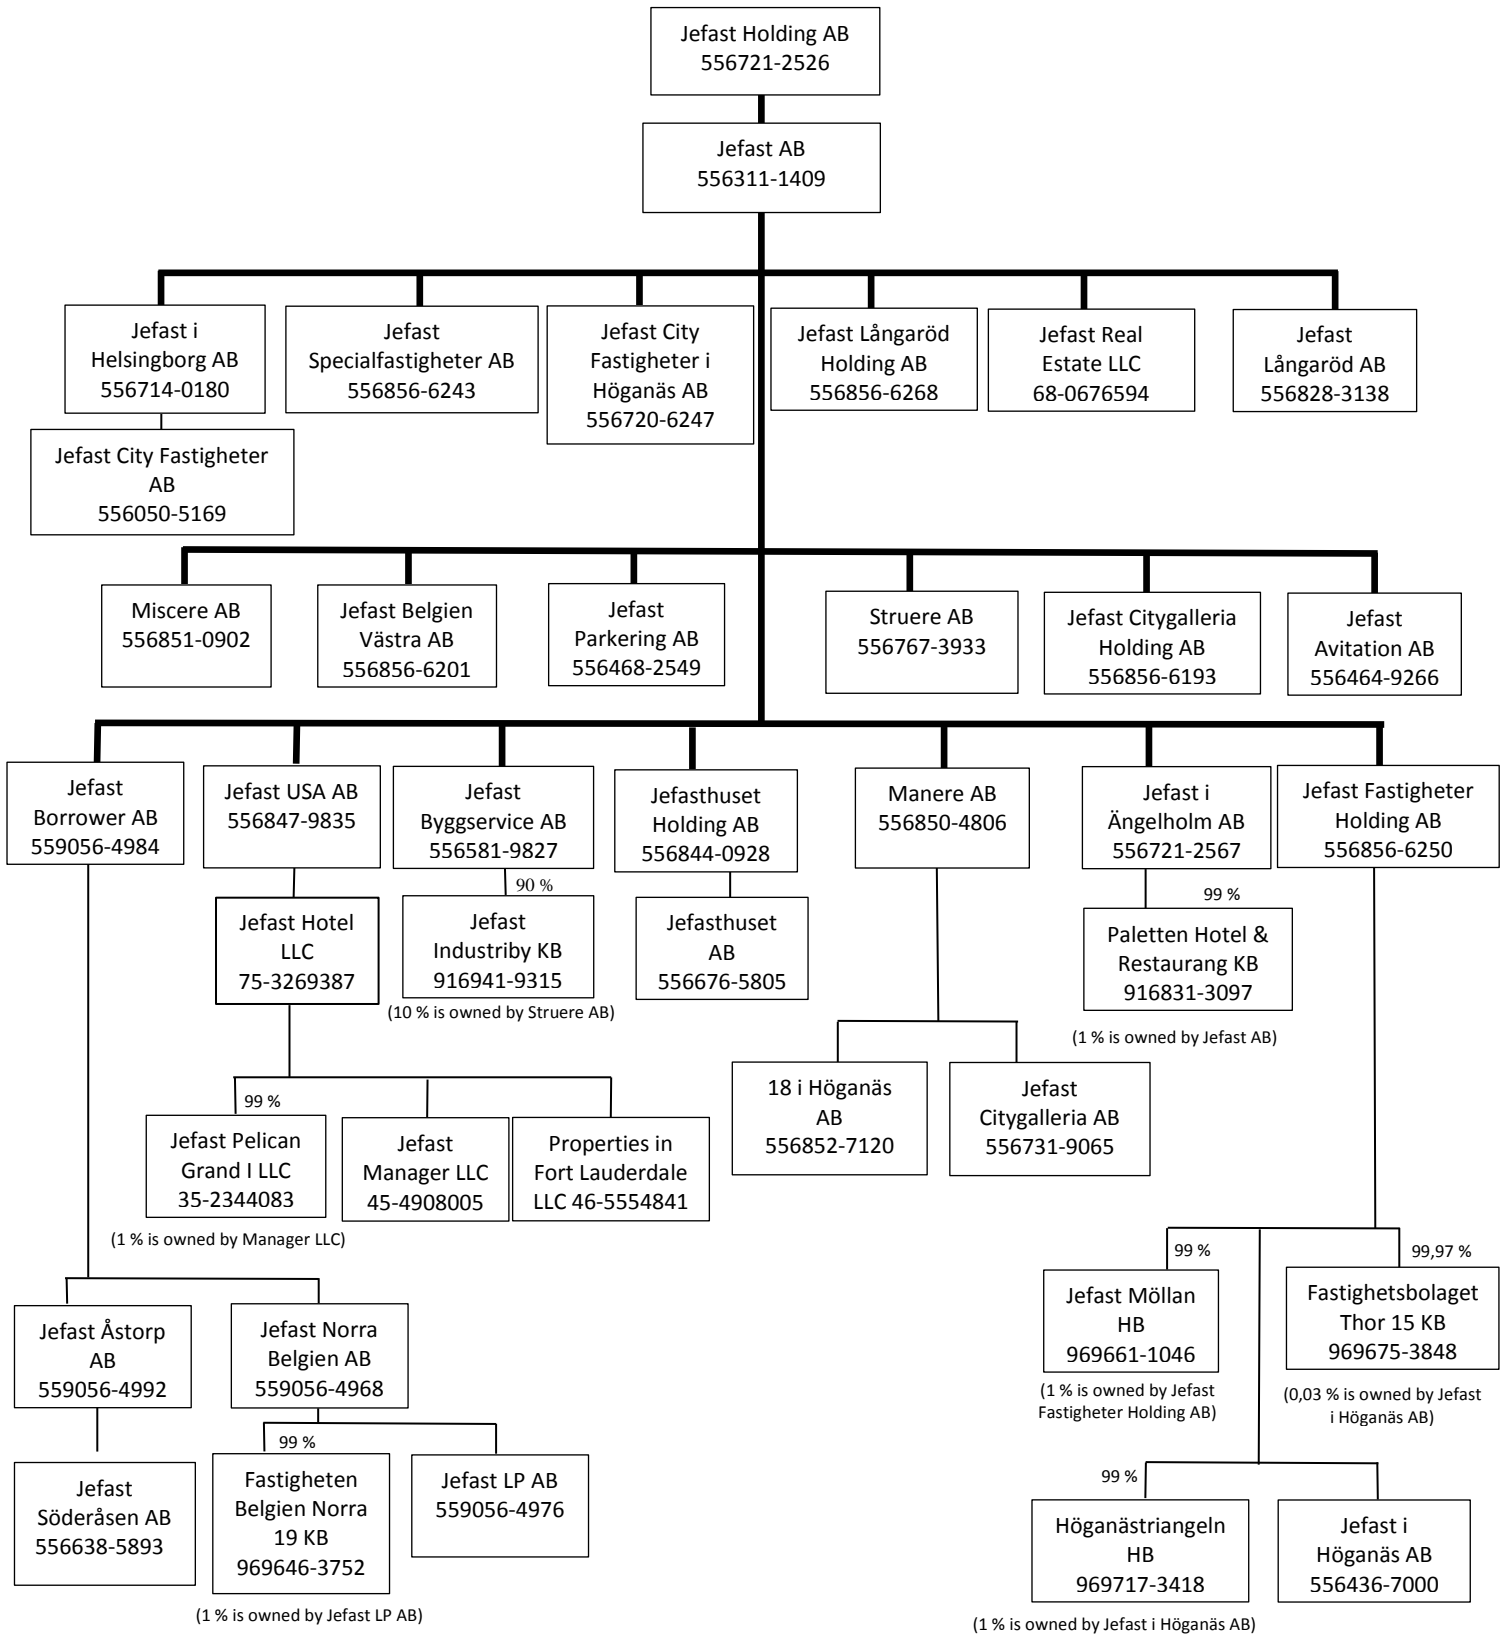 Jefast Holding AB
556721-2526
Jefast AB
556311-1409
Jefast i
Helsingborg AB
556714-0180
Jefast
Specialfastigheter AB
556856-6243
Jefast City
Fastigheter i
Höganäs AB
556720-6247
Jefast Långaröd
Holding AB
556856-6268
Jefast Real
Estate LLC
68-0676594
Jefast
Långaröd AB
556828-3138
Jefast City Fastigheter
AB
556050-5169
Miscere AB
556851-0902
Jefast Belgien
Västra AB
556856-6201
Jefast
Parkering AB
556468-2549
Struere AB
556767-3933
Jefast Citygalleria
Holding AB
556856-6193
Jefast
Avitation AB
556464-9266
Jefast
Borrower AB
559056-4984
Jefast USA AB
556847-9835
Jefast
Byggservice AB
556581-9827
Jefasthuset
Holding AB
556844-0928
Manere AB
556850-4806
Jefast i
Ängelholm AB
556721-2567
Jefast Fastigheter
Holding AB
556856-6250
Jefast Hotel
LLC
75-3269387
90 %
Jefast
Industriby KB
916941-9315
(10 % is owned by Struere AB)
Jefasthuset
AB
556676-5805
99 %
Paletten Hotel &
Restaurang KB
916831-3097
(1 % is owned by Jefast AB)
18 i Höganäs
AB
556852-7120
Jefast
Citygalleria AB
556731-9065
99 %
Jefast Pelican
Grand I LLC
35-2344083
(1 % is owned by Manager LLC)
Jefast
Manager LLC
45-4908005
Properties in
Fort Lauderdale
LLC 46-5554841
99 %
Jefast Möllan
HB
969661-1046
(1 % is owned by Jefast
Fastigheter Holding AB)
99,97 %
Fastighetsbolaget
Thor 15 KB
969675-3848
(0,03 % is owned by Jefast
i Höganäs AB)
Jefast Åstorp
AB
559056-4992
Jefast Norra
Belgien AB
559056-4968
Jefast
Söderåsen AB
556638-5893
99 %
Fastigheten
Belgien Norra
19 KB
969646-3752
(1 % is owned by Jefast LP AB)
Jefast LP AB
559056-4976
99 %
Höganästriangeln
HB
969717-3418
(1 % is owned by Jefast i Höganäs AB)
Jefast i
Höganäs AB
556436-7000